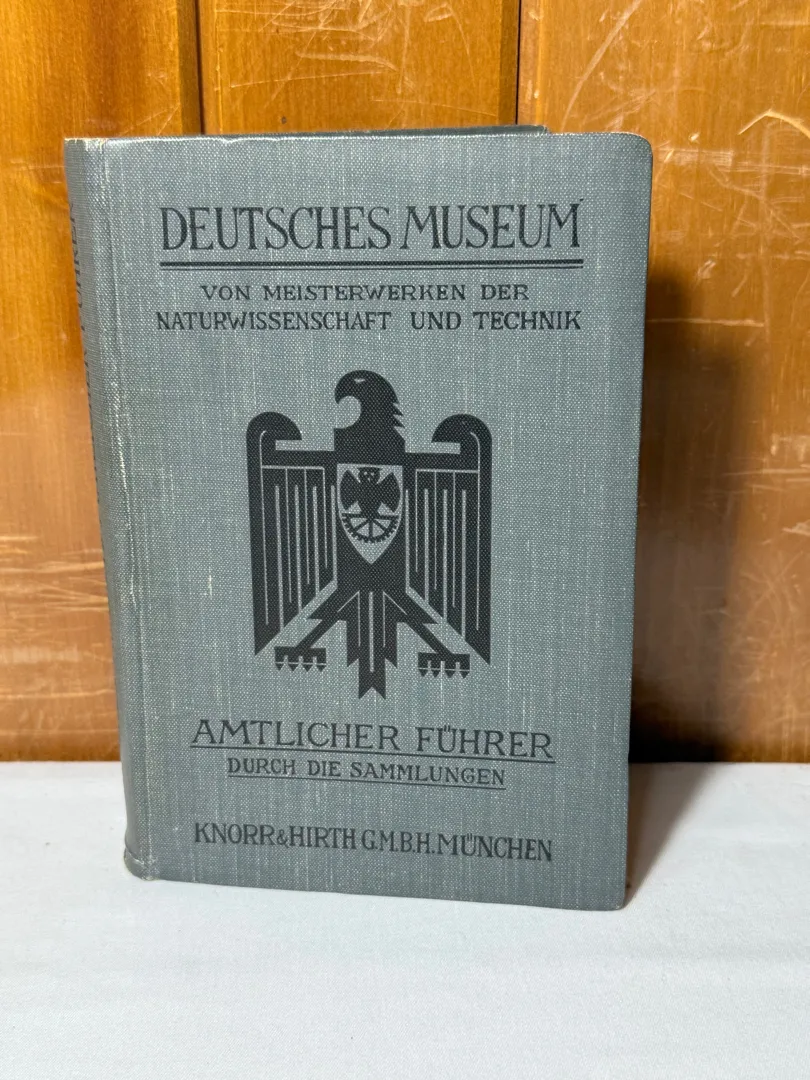 DEUTSCHES MUSEUM
VON MEISTERWERKEN DER
NATURWISSENSCHAFT UND TECHNIK
AMTLICHER FÜHRER
DURCH DIE SAMMLUNGEN
KNORR & HIRTH G.M.B.H. MÜNCHEN